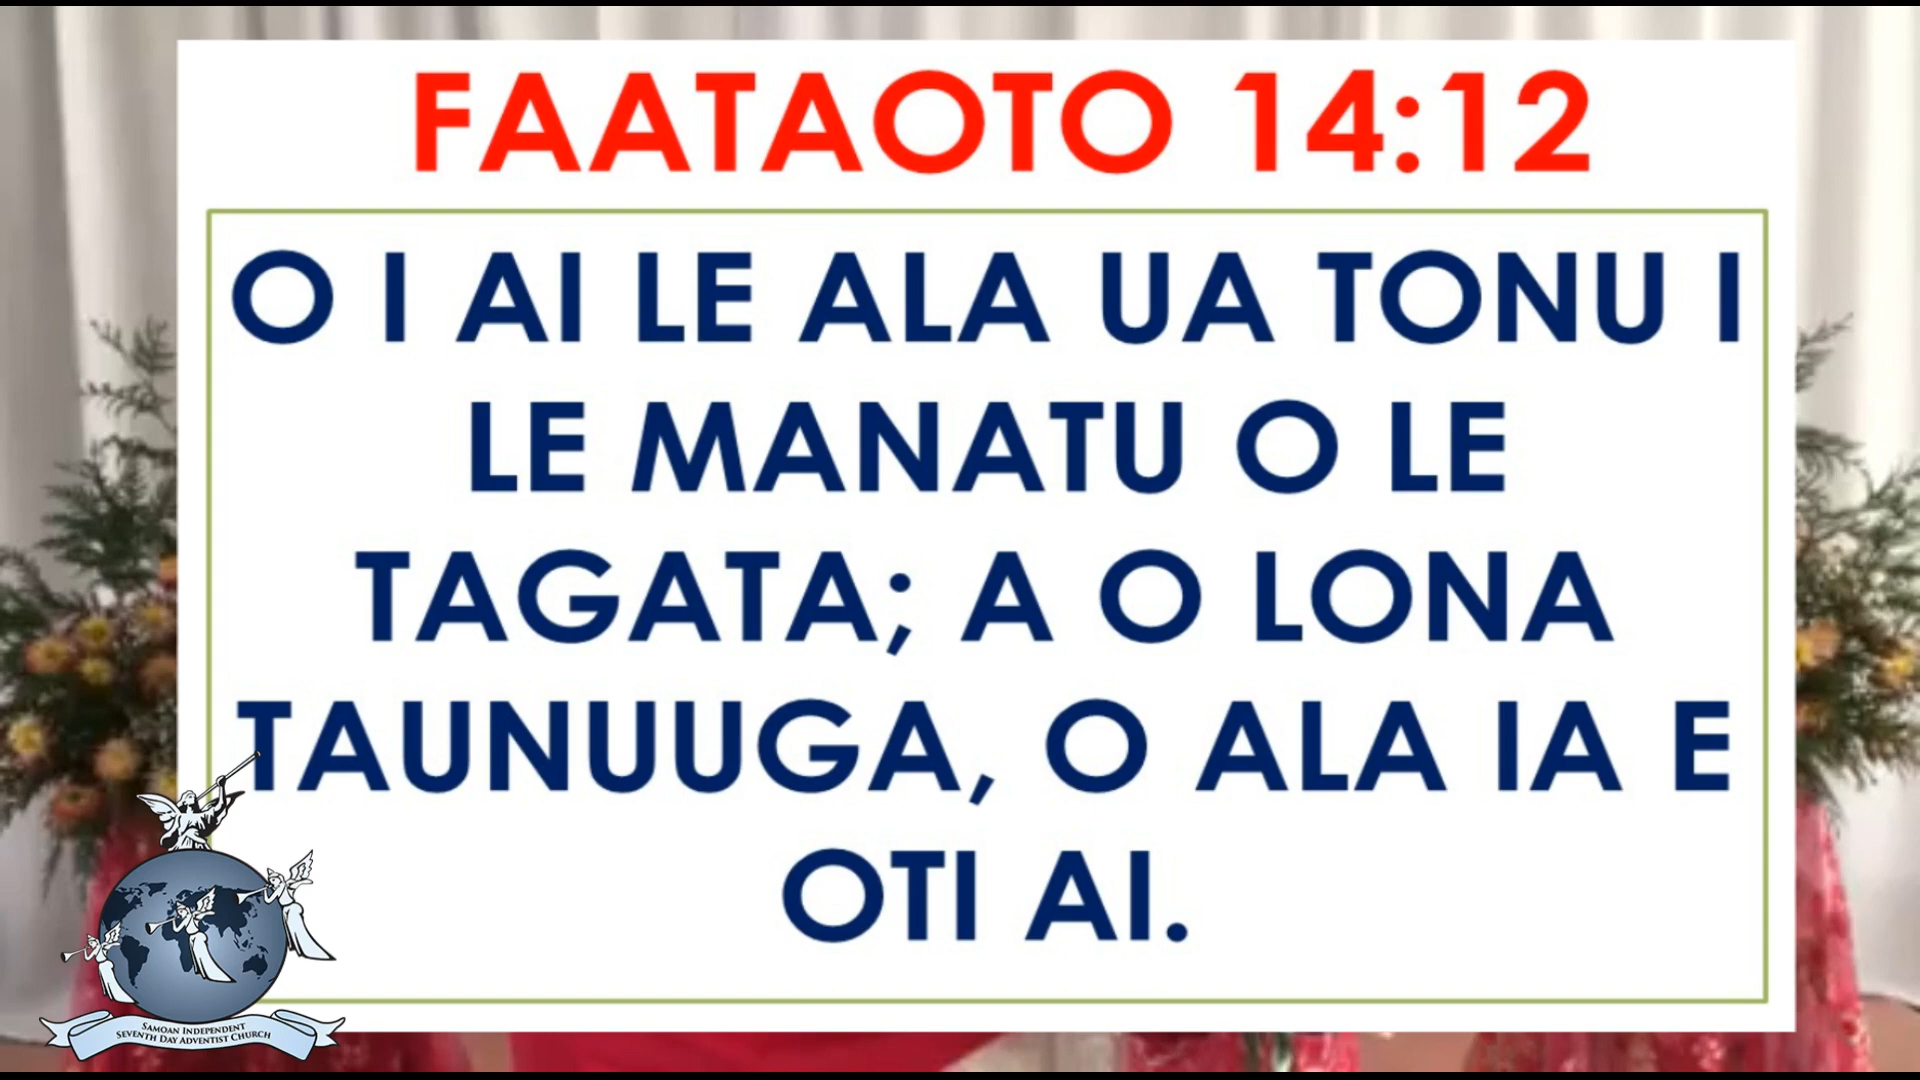 FAATAOTO 14:12
O I AI LE ALA UA TONU I
LE MANATU O LE
TAGATA; A O LONA
TAUNUUGA, O ALA IA E
OTI AI.
SAMOAN INDEPENDENT
SEVENTH DAY ADVENTIST CHURCH